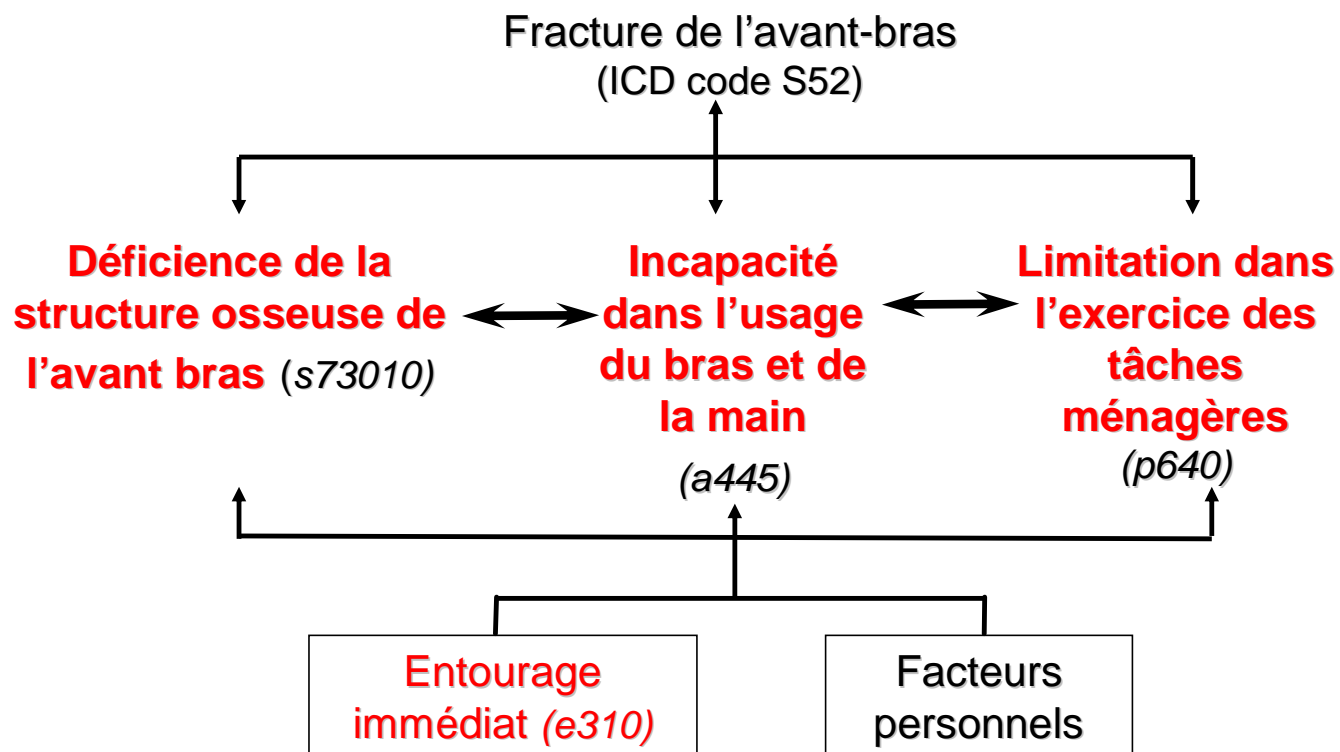 Fracture de l’avant-bras
(ICD code S52)
Déficience de la
structure osseuse de
l’avant bras (s73010)
Incapacité
dans l’usage
du bras et de
la main
(a445)
Limitation dans
l’exercice des
tâches
ménagères
(p640)
Entourage
immédiat (e310)
Facteurs
personnels